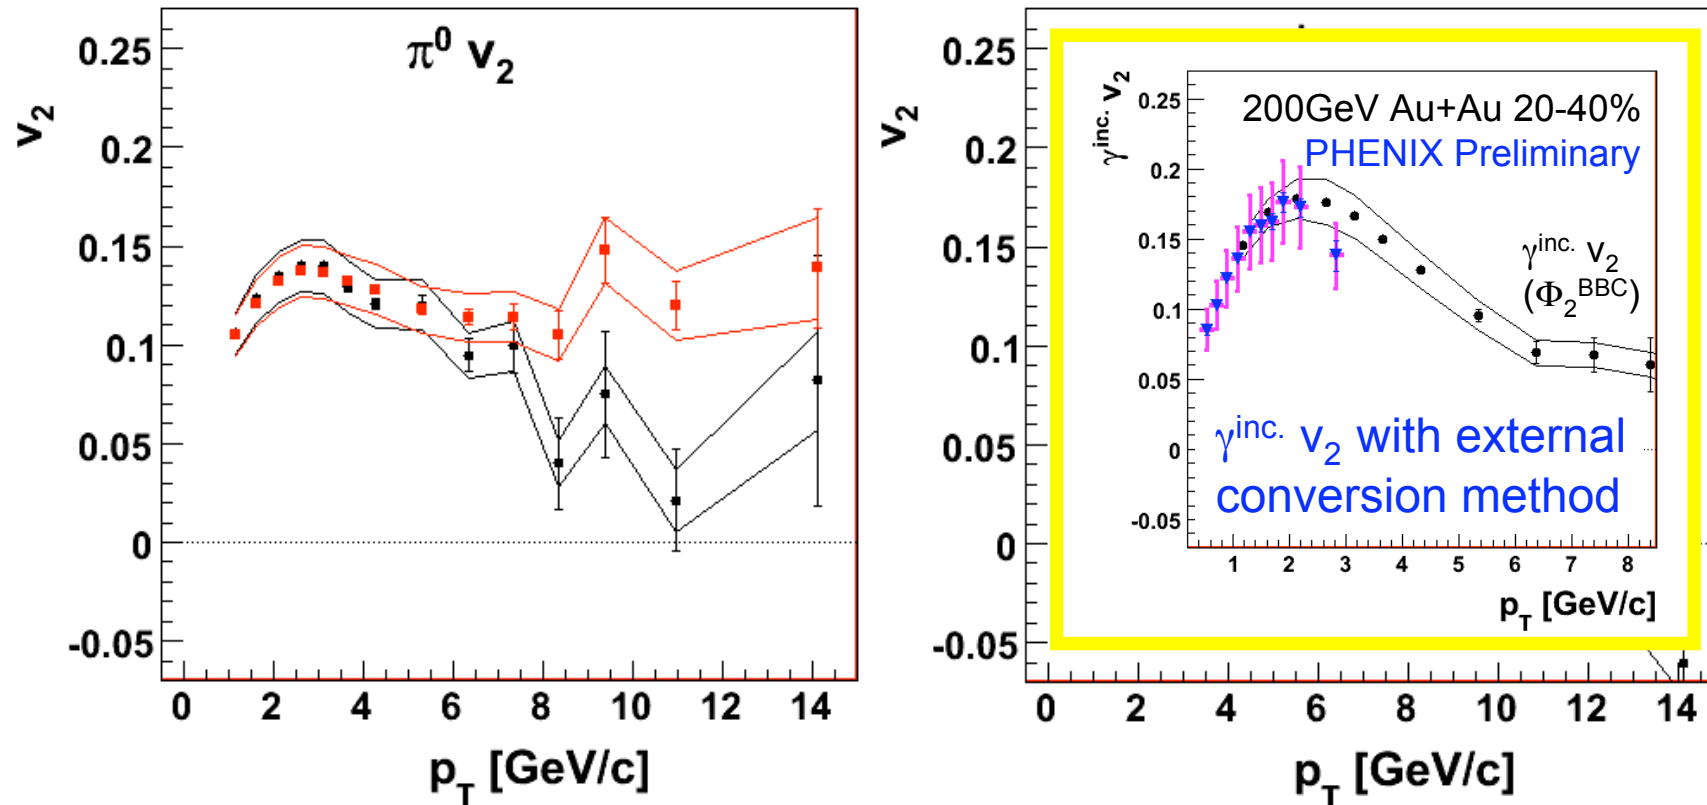 π⁰ v₂
v₂
0.25
0.2
0.15
0.1
0.05
0
-0.05
0 2 4 6 8 10 12 14
p_T [GeV/c]
v₂
0.25
0.2
0.15
0.1
0.05
0
-0.05
0 2 4 6 8 10 12 14
p_T [GeV/c]
γ^inc. v₂
0.25
0.2
0.15
0.1
0.05
0
-0.05
200GeV Au+Au 20-40%
PHENIX Preliminary
γ^inc. v₂
(Φ₂^BBC)
γ^inc. v₂ with external
conversion method
1 2 3 4 5 6 7 8
p_T [GeV/c]